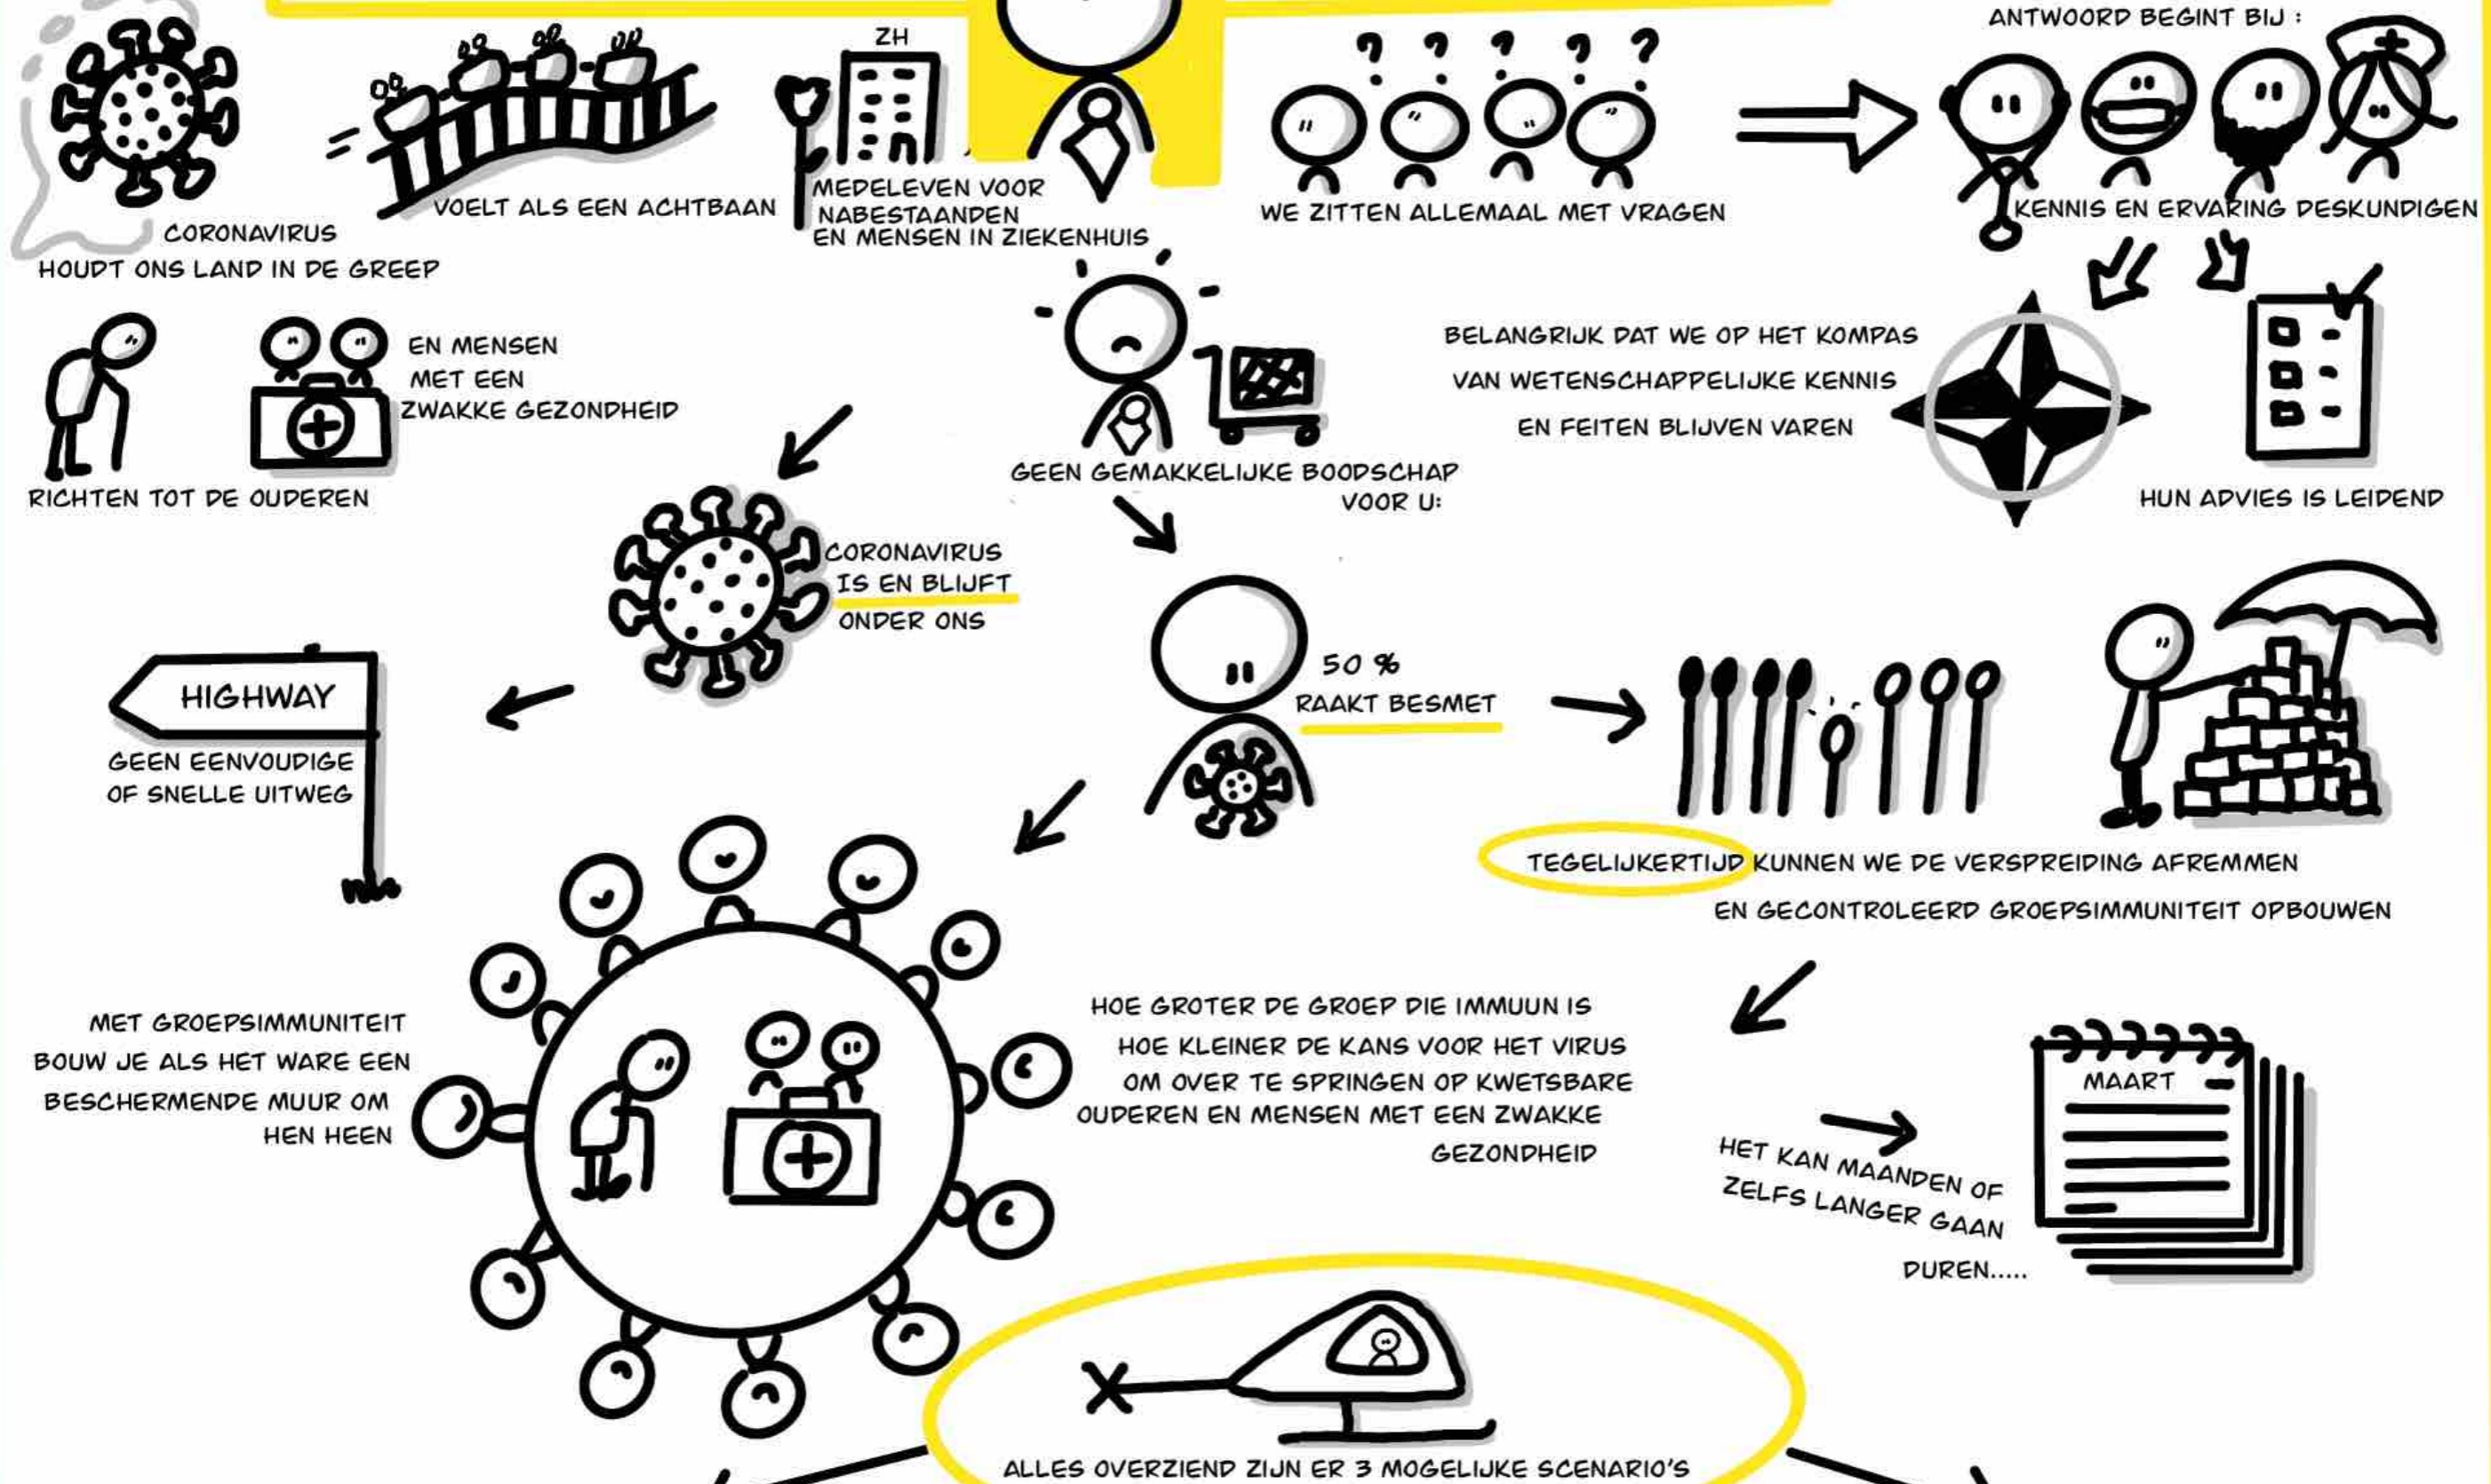 ANTWOORD BEGINT BIJ :
ZH
CORONAVIRUS
HOUDT ONS LAND IN DE GREEP
VOELT ALS EEN ACHTBAAN
MEDELEVEN VOOR
NABESTAANDEN
EN MENSEN IN ZIEKENHUIS
? ? ? ? ?
WE ZITTEN ALLEMAAL MET VRAGEN
KENNIS EN ERVARING DESKUNDIGEN
EN MENSEN
MET EEN
ZWAKKE GEZONDHEID
RICHTEN TOT DE OUDEREN
GEEN GEMAKKELIJKE BOODSCHAP
VOOR U:
BELANGRIJK DAT WE OP HET KOMPAS
VAN WETENSCHAPPELIJKE KENNIS
EN FEITEN BLIJVEN VAREN
HUN ADVIES IS LEIDEND
CORONAVIRUS
IS EN BLIJFT
ONDER ONS
HIGHWAY
GEEN EENVOUDIGE
OF SNELLE UITWEG
50 %
RAAKT BESMET
TEGELIJKERTIJD KUNNEN WE DE VERSPREIDING AFREMMEN
EN GECONTROLEERD GROEPSIMMUNITEIT OPBOUWEN
MET GROEPSIMMUNITEIT
BOUW JE ALS HET WARE EEN
BESCHERMENDE MUUR OM
HEN HEEN
HOE GROTER DE GROEP DIE IMMUUN IS
HOE KLEINER DE KANS VOOR HET VIRUS
OM OVER TE SPRINGEN OP KWETSBARE
OUDEREN EN MENSEN MET EEN ZWAKKE
GEZONDHEID
HET KAN MAANDEN OF
ZELFS LANGER GAAN
DUREN.....
MAART
ALLES OVERZIEND ZIJN ER 3 MOGELIJKE SCENARIO'S